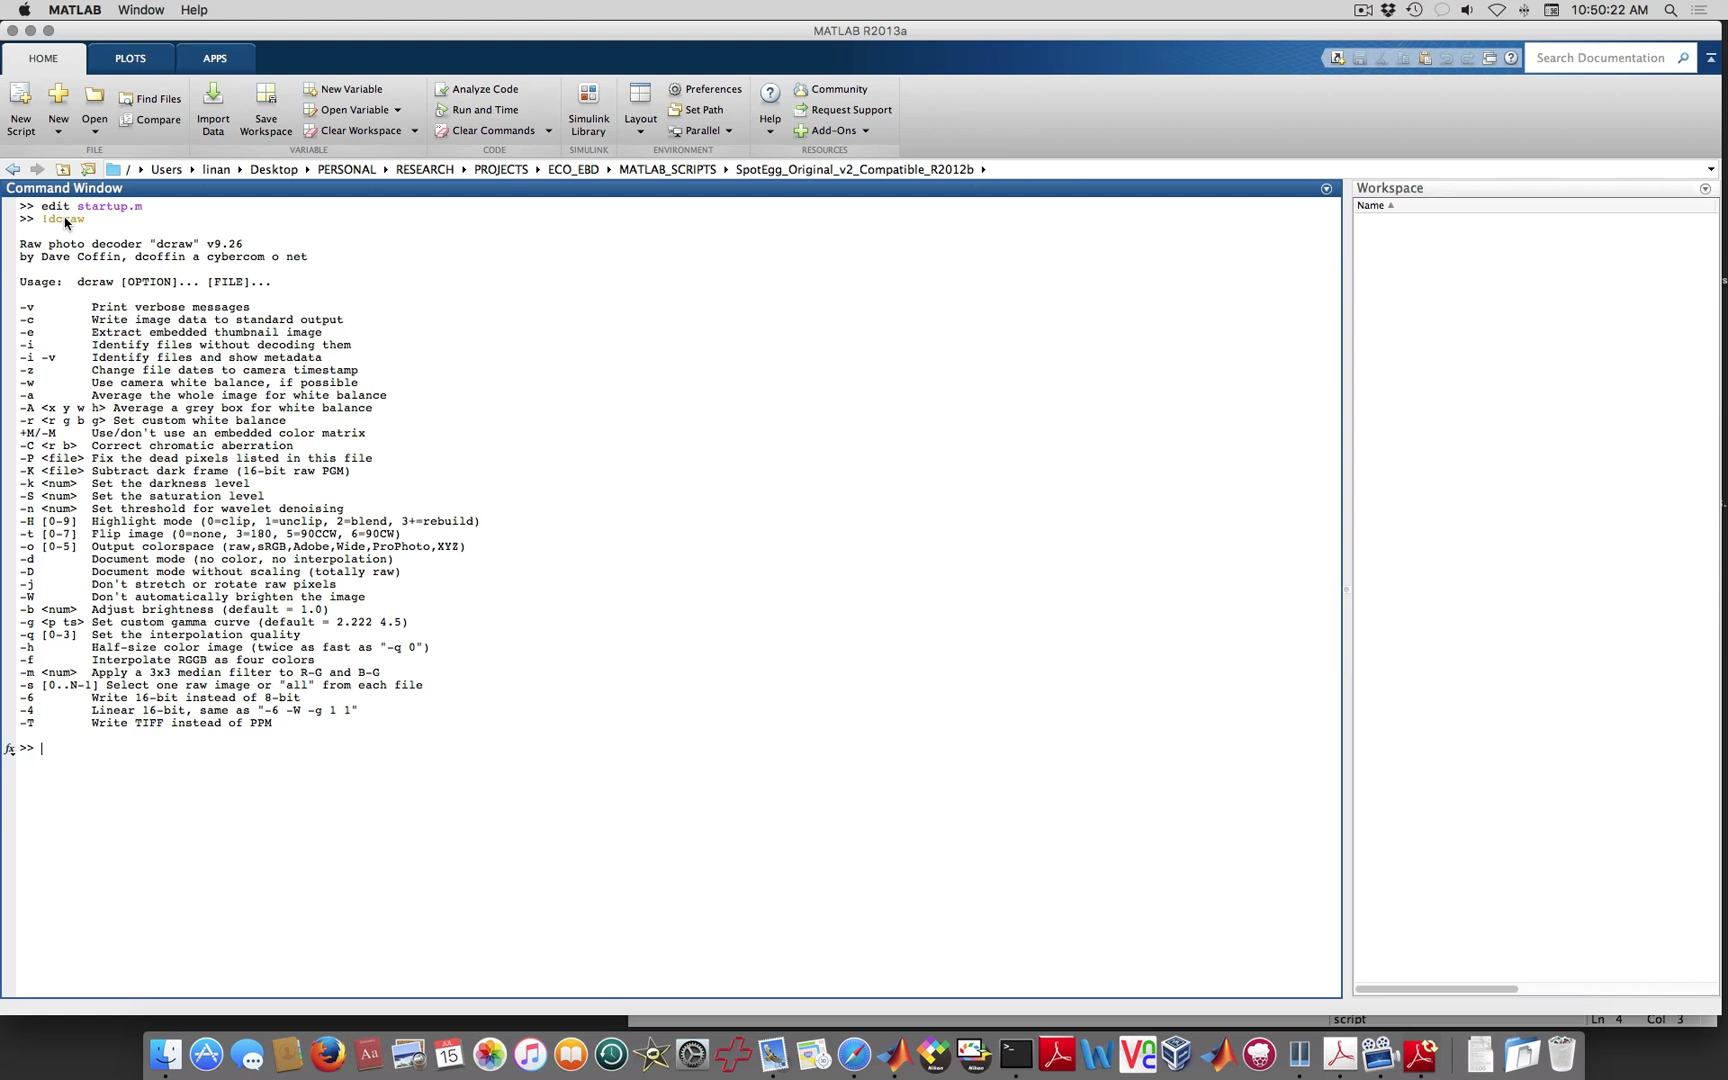 MATLAB Window Help 10:50:22 AM
MATLAB R2013a
HOME PLOTS APPS Search Documentation
New Script
New
Open
Find Files
Compare
FILE
Import Data
Save Workspace
New Variable
Open Variable
Clear Workspace
VARIABLE
Analyze Code
Run and Time
Clear Commands
CODE
Simulink Library
SIMULINK
Layout
Preferences
Set Path
Parallel
ENVIRONMENT
Help
Community
Request Support
Add-Ons
RESOURCES
/ Users linan Desktop PERSONAL RESEARCH PROJECTS ECO_EBD MATLAB_SCRIPTS SpotEgg_Original_v2_Compatible_R2012b
Command Window
>> edit startup.m
>> !dcraw
Raw photo decoder "dcraw" v9.26
by Dave Coffin, dcoffin a cybercom o net
Usage:  dcraw [OPTION]... [FILE]...
-v        Print verbose messages
-c        Write image data to standard output
-e        Extract embedded thumbnail image
-i        Identify files without decoding them
-i -v     Identify files and show metadata
-z        Change file dates to camera timestamp
-w        Use camera white balance, if possible
-a        Average the whole image for white balance
-A <x y w h> Average a grey box for white balance
-r <r g b g> Set custom white balance
+M/-M     Use/don't use an embedded color matrix
-C <r b>  Correct chromatic aberration
-P <file> Fix the dead pixels listed in this file
-K <file> Subtract dark frame (16-bit raw PGM)
-k <num>  Set the darkness level
-S <num>  Set the saturation level
-n <num>  Set threshold for wavelet denoising
-H [0-9]  Highlight mode (0=clip, 1=unclip, 2=blend, 3+=rebuild)
-t [0-7]  Flip image (0=none, 3=180, 5=90CCW, 6=90CW)
-o [0-5]  Output colorspace (raw,sRGB,Adobe,Wide,ProPhoto,XYZ)
-d        Document mode (no color, no interpolation)
-D        Document mode without scaling (totally raw)
-j        Don't stretch or rotate raw pixels
-W        Don't automatically brighten the image
-b <num>  Adjust brightness (default = 1.0)
-g <p ts> Set custom gamma curve (default = 2.222 4.5)
-q [0-3]  Set the interpolation quality
-h        Half-size color image (twice as fast as "-q 0")
-f        Interpolate RGGB as four colors
-m <num>  Apply a 3x3 median filter to R-G and B-G
-s [0..N-1] Select one raw image or "all" from each file
-6        Write 16-bit instead of 8-bit
-4        Linear 16-bit, same as "-6 -W -g 1 1"
-T        Write TIFF instead of PPM
fx >>
Workspace
Name
script Ln 4 Col 3
JUL 15
Nikon
Nikon